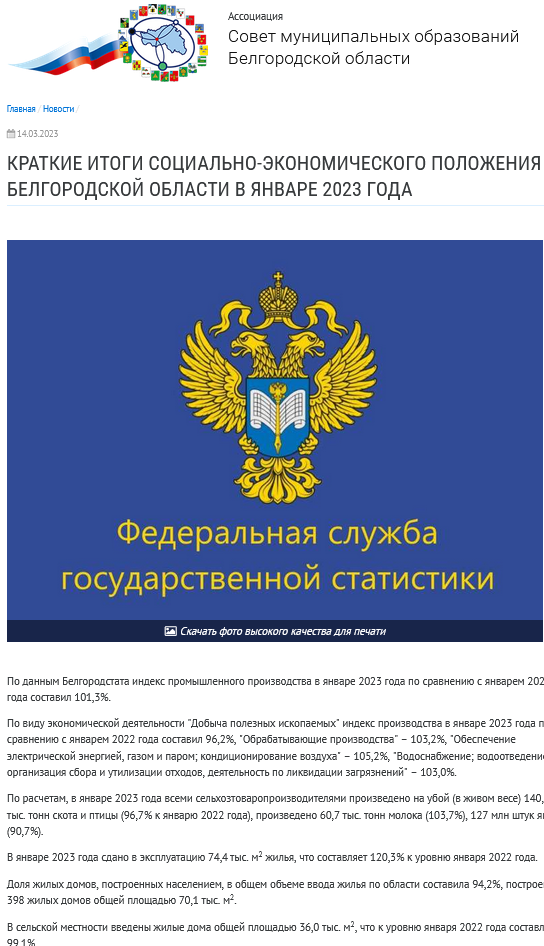 Ассоциация
Совет муниципальных образований
Белгородской области
Главная / Новости /
14.03.2023
КРАТКИЕ ИТОГИ СОЦИАЛЬНО-ЭКОНОМИЧЕСКОГО ПОЛОЖЕНИЯ
БЕЛГОРОДСКОЙ ОБЛАСТИ В ЯНВАРЕ 2023 ГОДА
Федеральная служба
государственной статистики
Скачать фото высокого качества для печати
По данным Белгородстата индекс промышленного производства в январе 2023 года по сравнению с январем 202
года составил 101,3%.
По виду экономической деятельности "Добыча полезных ископаемых" индекс производства в январе 2023 года п
сравнению с январем 2022 года составил 96,2%, "Обрабатывающие производства" – 103,2%, "Обеспечение
электрической энергией, газом и паром; кондиционирование воздуха" – 105,2%, "Водоснабжение; водоотведени
организация сбора и утилизации отходов, деятельность по ликвидации загрязнений" – 103,0%.
По расчетам, в январе 2023 года всеми сельхозтоваропроизводителями произведено на убой (в живом весе) 140,
тыс. тонн скота и птицы (96,7% к январю 2022 года), произведено 60,7 тыс. тонн молока (103,7%), 127 млн штук я
(90,7%).
В январе 2023 года сдано в эксплуатацию 74,4 тыс. м² жилья, что составляет 120,3% к уровню января 2022 года.
Доля жилых домов, построенных населением, в общем объеме ввода жилья по области составила 94,2%, построе
398 жилых домов общей площадью 70,1 тыс. м².
В сельской местности введены жилые дома общей площадью 36,0 тыс. м², что к уровню января 2022 года состав
99,1%